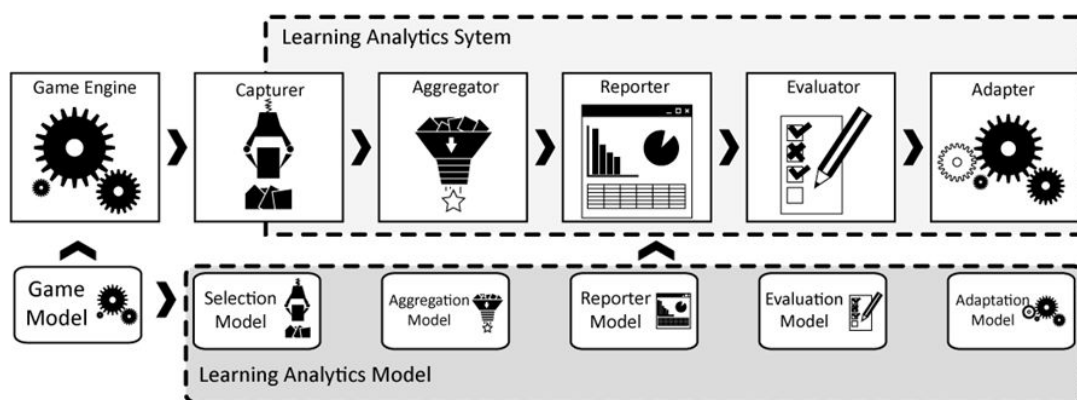 Learning Analytics Sytem
Game Engine
Capturer
Aggregator
Reporter
Evaluator
Adapter
Game
Model
Selection
Model
Aggregation
Model
Reporter
Model
Evaluation
Model
Adaptation
Model
Learning Analytics Model